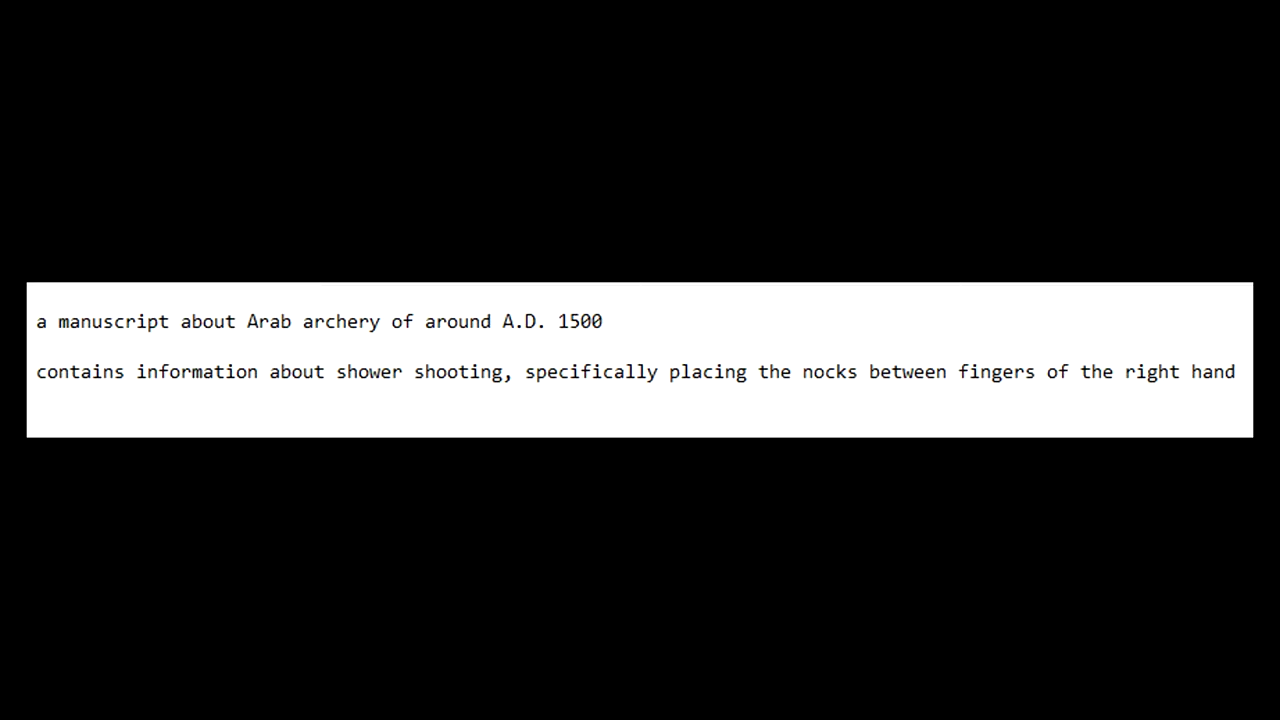 a manuscript about Arab archery of around A.D. 1500
contains information about shower shooting, specifically placing the nocks between fingers of the right hand